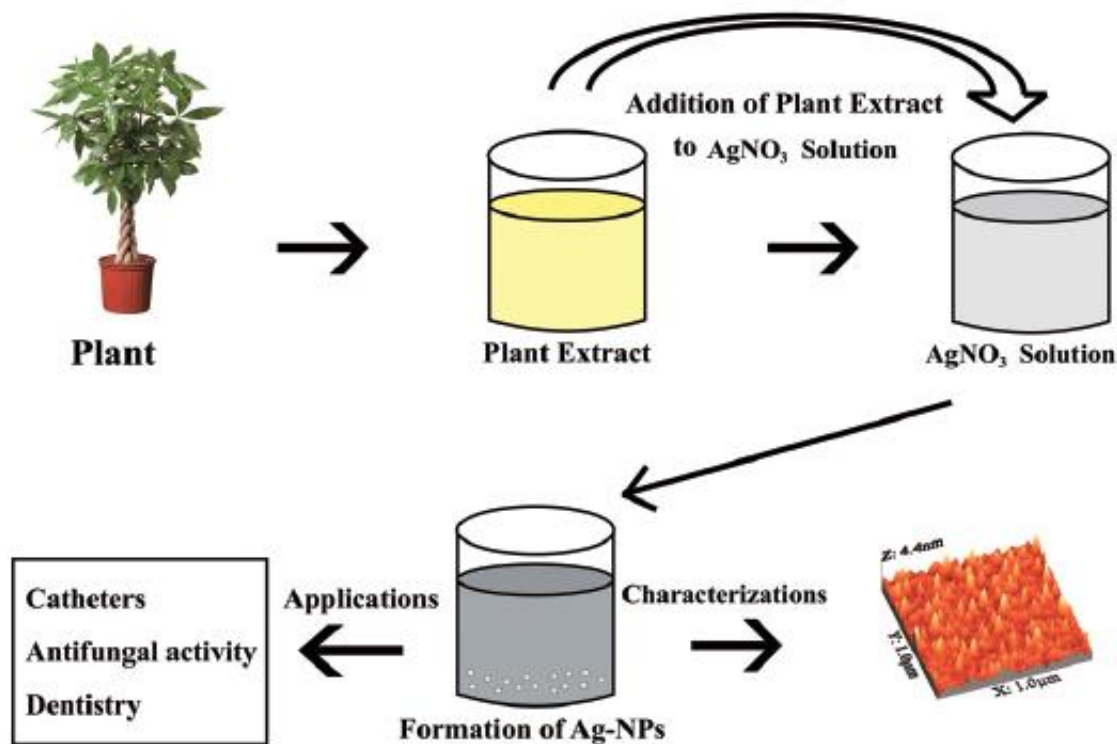 Addition of Plant Extract
to AgNO₃ Solution
Plant
Plant Extract
AgNO₃ Solution
Catheters
Antifungal activity
Dentistry
Applications
Characterizations
Formation of Ag-NPs
Z: 4.4nm
Y: 1.0µm
X: 1.0µm